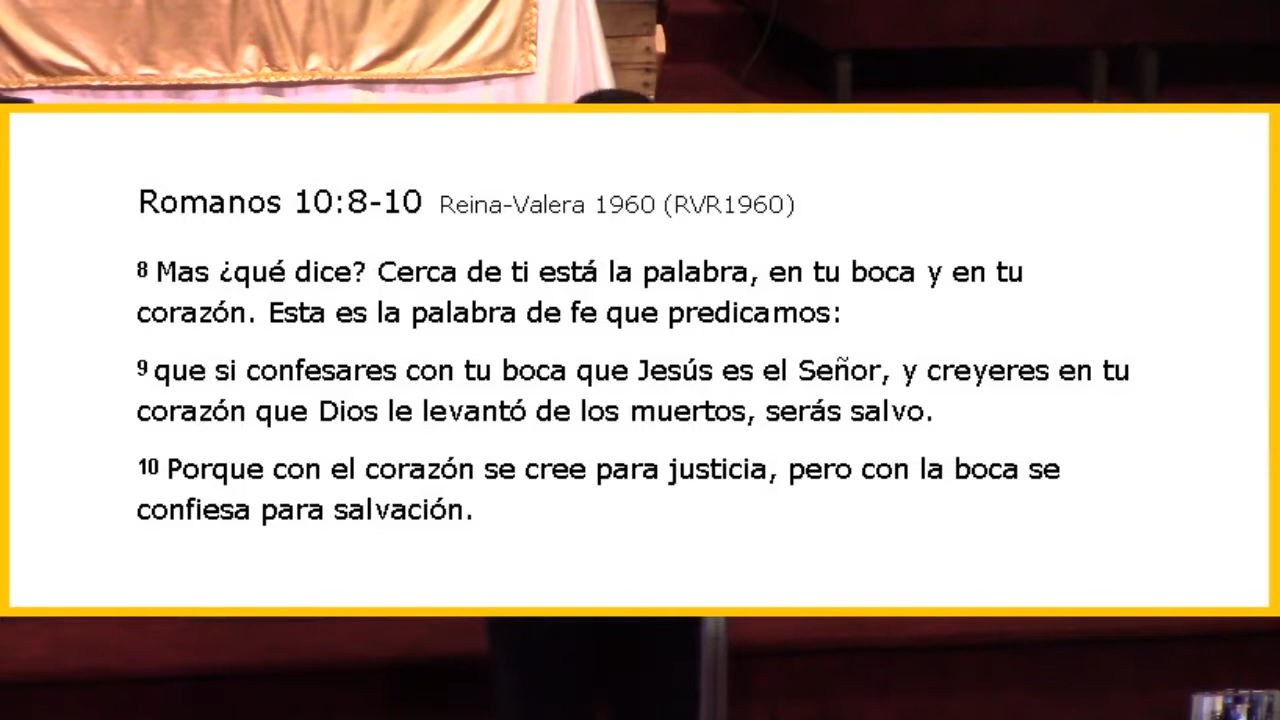 Romanos 10:8-10 Reina-Valera 1960 (RVR1960)
8 Mas ¿qué dice? Cerca de ti está la palabra, en tu boca y en tu
corazón. Esta es la palabra de fe que predicamos:
9 que si confesares con tu boca que Jesús es el Señor, y creyeres en tu
corazón que Dios le levantó de los muertos, serás salvo.
10 Porque con el corazón se cree para justicia, pero con la boca se
confiesa para salvación.